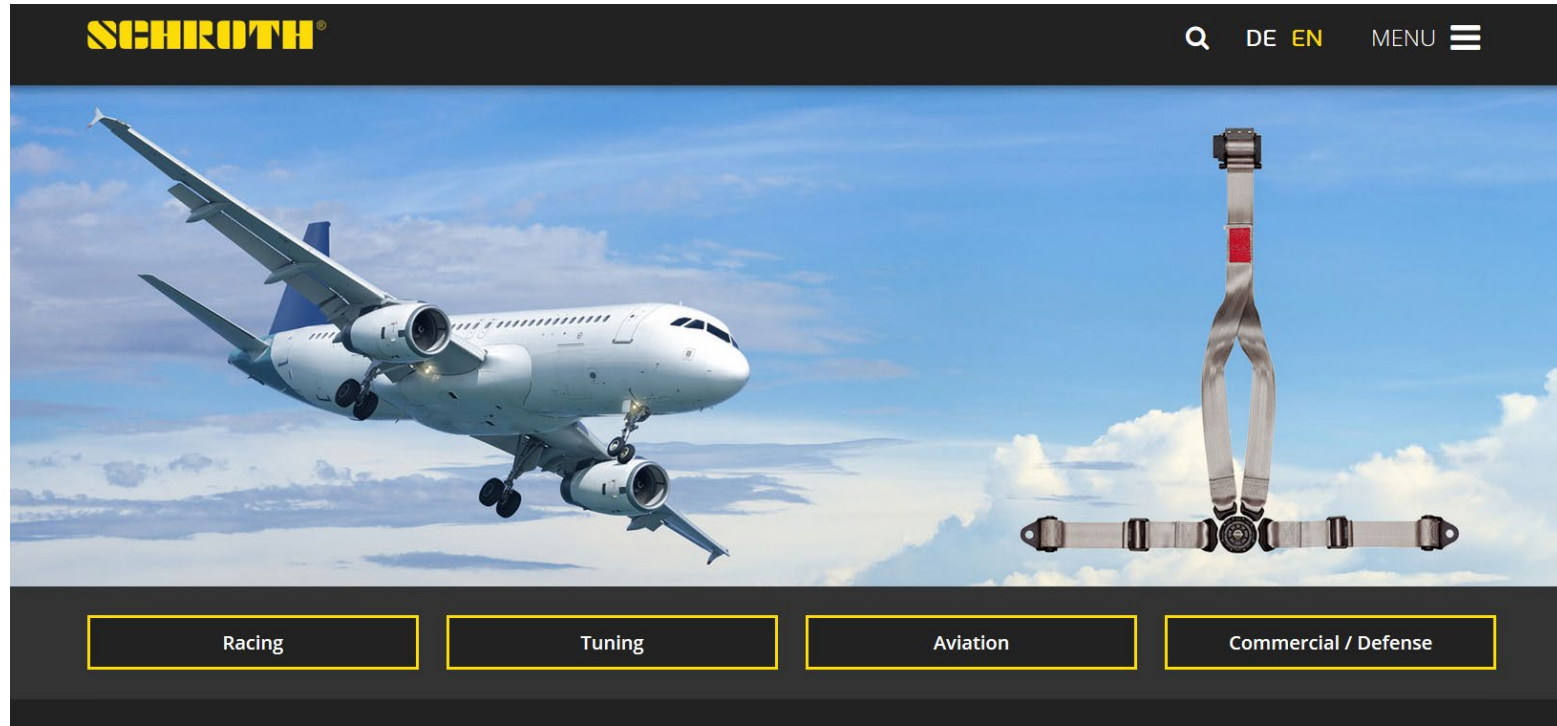 SCHROTH®
DE EN MENU
Racing
Tuning
Aviation
Commercial / Defense